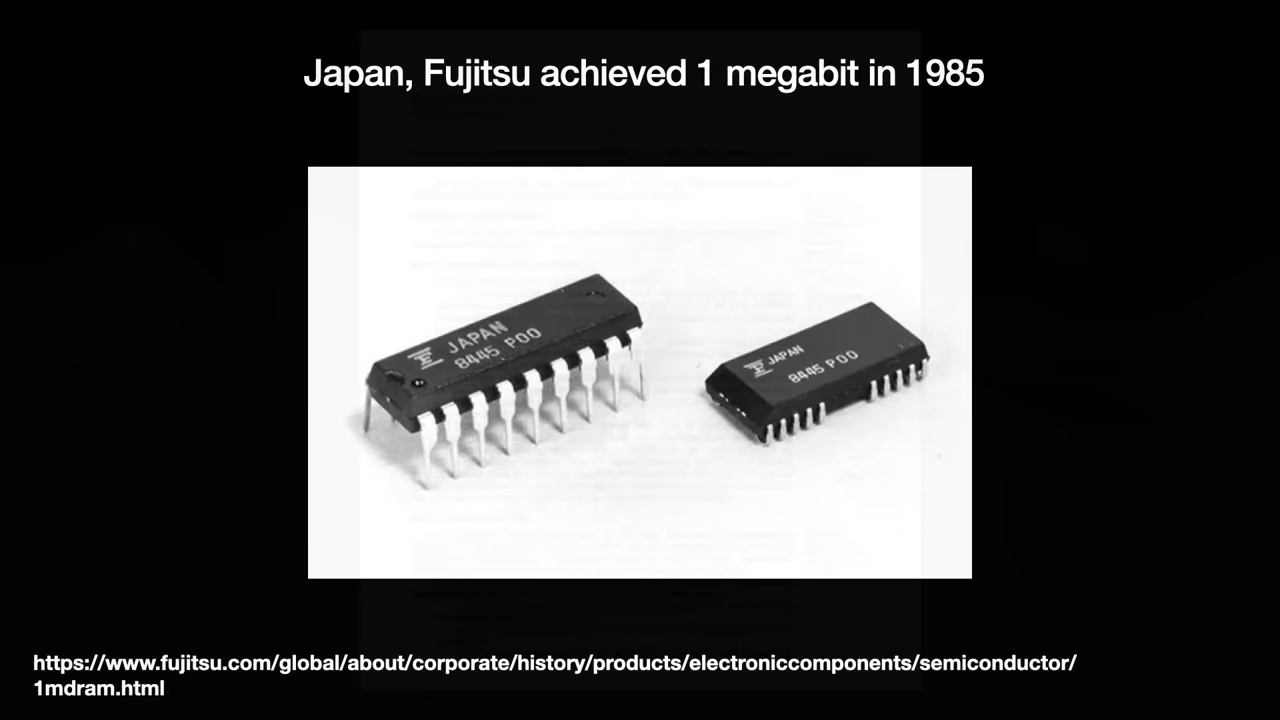 Japan, Fujitsu achieved 1 megabit in 1985
JAPAN
8445 P00
JAPAN
8445 P00
https://www.fujitsu.com/global/about/corporate/history/products/electroniccomponents/semiconductor/
1mdram.html